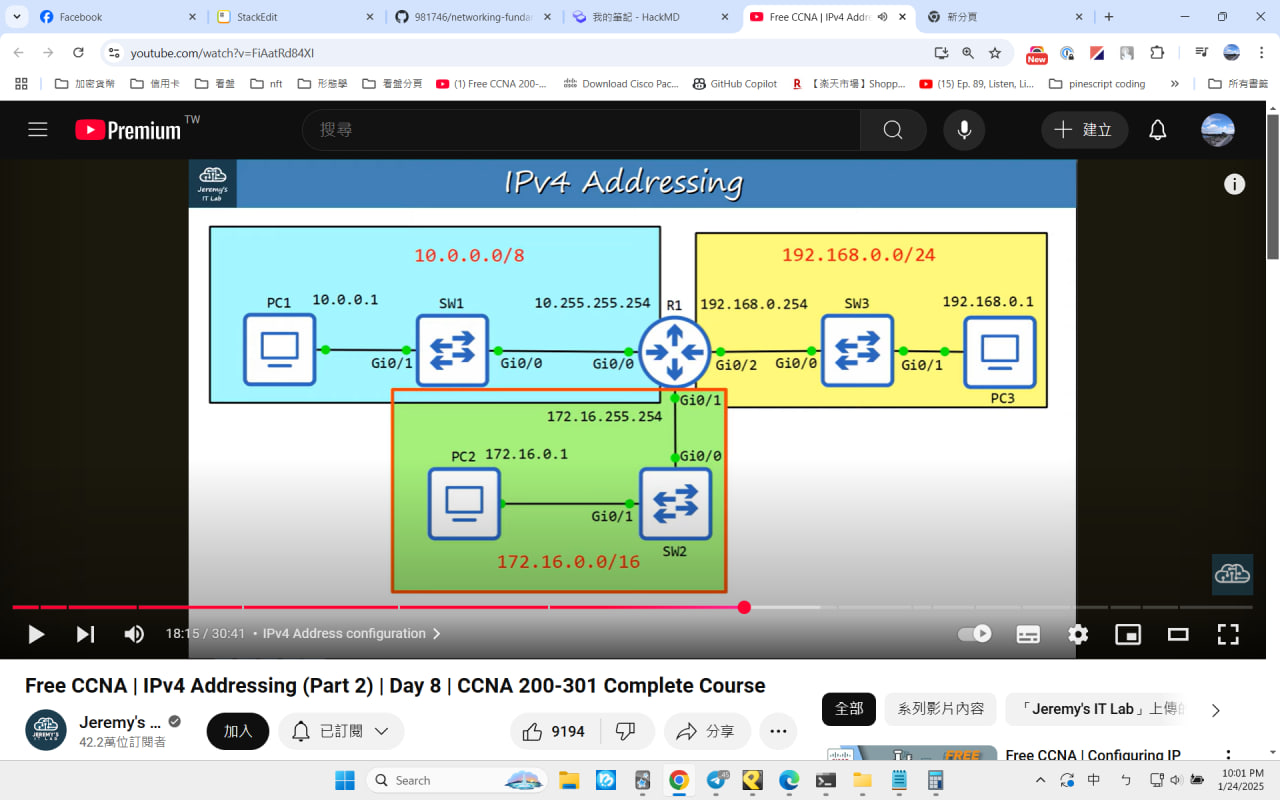 Facebook
StackEdit
981746/networking-fundar
我的筆記 - HackMD
Free CCNA | IPv4 Addre
新分頁
youtube.com/watch?v=FiAatRd84XI
New
加密貨幣
信用卡
看盤
nft
形態學
看盤分頁
(1) Free CCNA 200-...
Download Cisco Pac...
GitHub Copilot
【楽天市場】Shopp...
(15) Ep. 89, Listen, Li...
pinescript coding
所有書籤
Premium TW
搜尋
建立
Jeremy's
IT Lab
IPv4 Addressing
10.0.0.0/8
192.168.0.0/24
PC1
10.0.0.1
SW1
10.255.255.254
R1
192.168.0.254
SW3
192.168.0.1
Gi0/1
Gi0/0
Gi0/0
Gi0/2
Gi0/0
Gi0/1
PC3
Gi0/1
172.16.255.254
PC2
172.16.0.1
Gi0/0
Gi0/1
SW2
172.16.0.0/16
18:15 / 30:41 • IPv4 Address configuration
Free CCNA | IPv4 Addressing (Part 2) | Day 8 | CCNA 200-301 Complete Course
Jeremy's ...
42.2萬位訂閱者
加入
已訂閱
9194
分享
全部
系列影片內容
「Jeremy's IT Lab」上傳的
FREE
Free CCNA | Configuring IP
Search
45
中
ㄅ
10:01 PM
1/24/2025